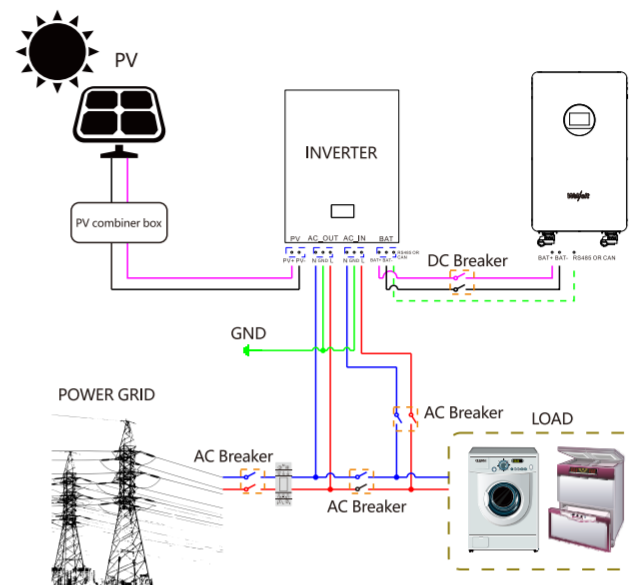 PV
INVERTER
PV combiner box
PV AC_OUT AC_IN BAT
PV+ PV- N GND L N GND L BAT+ BAT- RS485 OR
CAN
DC Breaker
BAT+ BAT- RS485 OR CAN
GND
POWER GRID
AC Breaker
LOAD
AC Breaker
AC Breaker